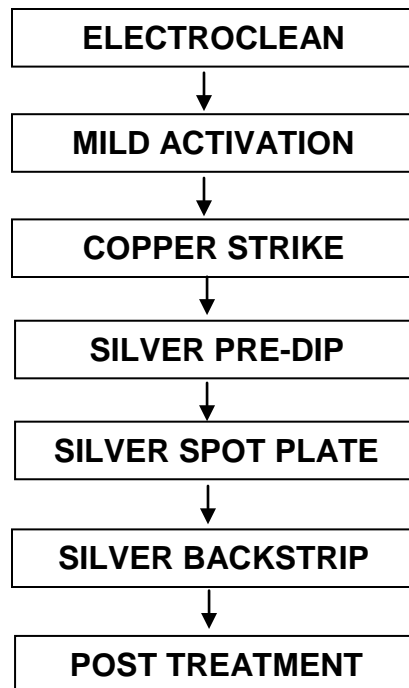 ELECTROCLEAN
MILD ACTIVATION
COPPER STRIKE
SILVER PRE-DIP
SILVER SPOT PLATE
SILVER BACKSTRIP
POST TREATMENT